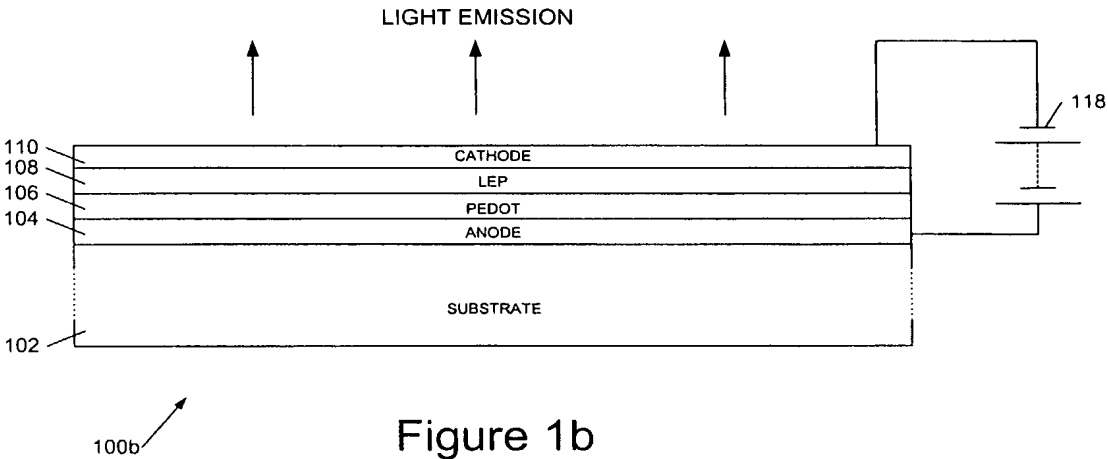 LIGHT EMISSION
118
110
CATHODE
108
LEP
106
PEDOT
104
ANODE
SUBSTRATE
102
100b
Figure 1b